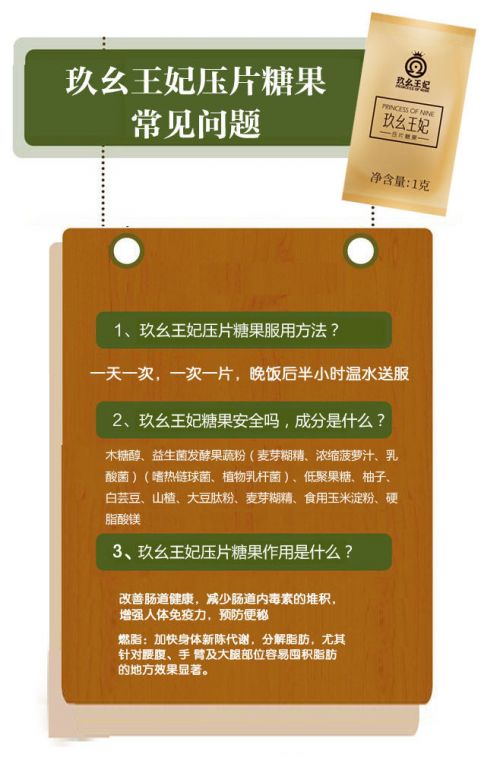 玖幺王妃压片糖果
常见问题
玖幺王妃
PRINCESS OF NINE
PRINCESS OF NINE
玖幺王妃
压片糖果
净含量:1克
1、玖幺王妃压片糖果服用方法？
一天一次，一次一片，晚饭后半小时温水送服
2、玖幺王妃糖果安全吗，成分是什么？
木糖醇、益生菌发酵果蔬粉（麦芽糊精、浓缩菠萝汁、乳
酸菌）（嗜热链球菌、植物乳杆菌）、低聚果糖、柚子、
白芸豆、山楂、大豆肽粉、麦芽糊精、食用玉米淀粉、硬
脂酸镁
3、玖幺王妃压片糖果作用是什么？
改善肠道健康，减少肠道内毒素的堆积，
增强人体免疫力，预防便秘
燃脂：加快身体新陈代谢，分解脂肪，尤其
针对腰腹、手 臂及大腿部位容易囤积脂肪
的地方效果显著。